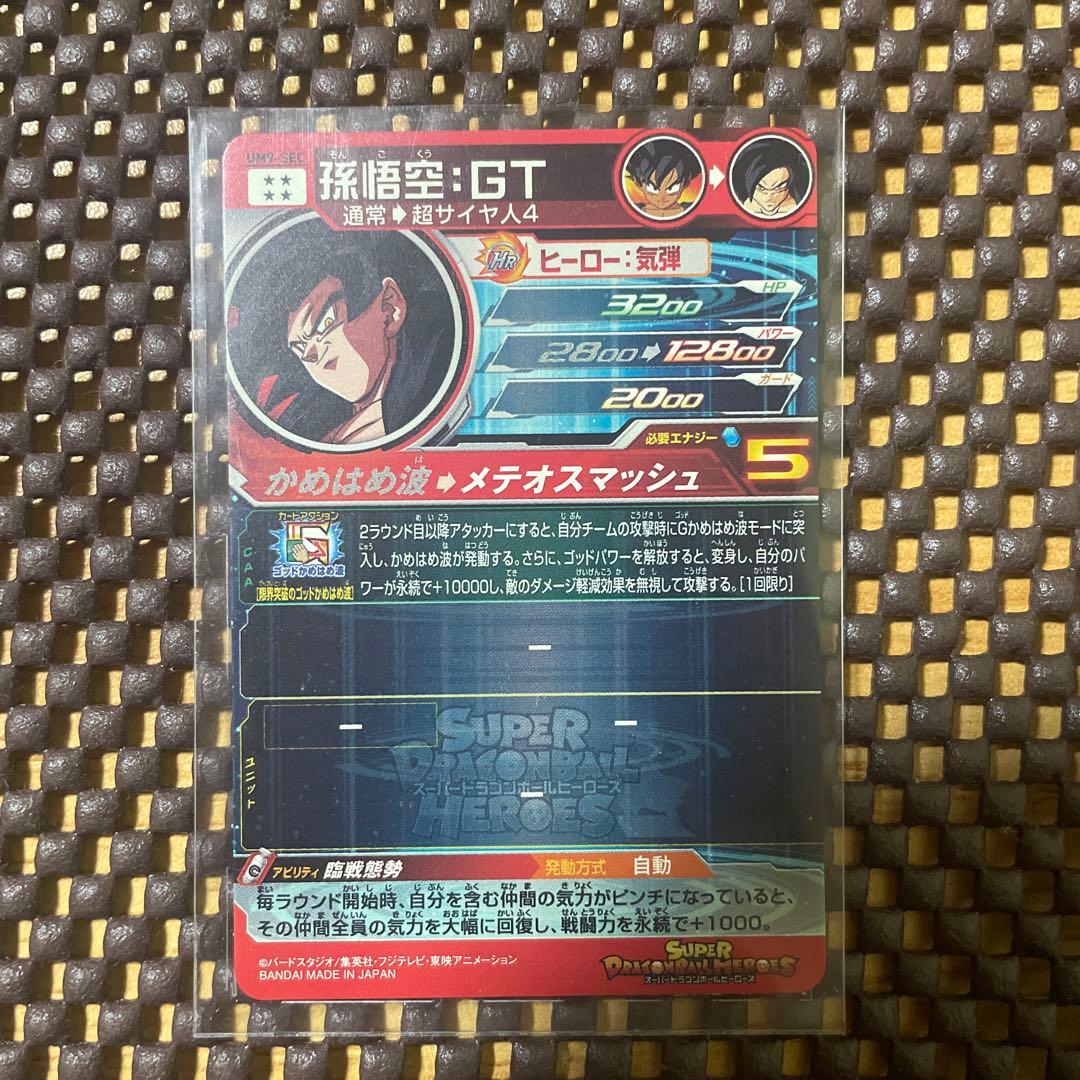 UM9-SEC
★★
★★
孫悟空:GT
そん ご くう
通常➡超サイヤ人4
HR ヒーロー:気弾
HP
3200
パワー
2800➡12800
ガード
2000
必要エナジー 5
かめはめ波➡メテオスマッシュ
カードアクション
ゴッドかめはめ波
[限界突破のゴッドかめはめ波]
CAA
2ラウンド目以降アタッカーにすると、自分チームの攻撃時にGかめはめ波モードに突
入し、かめはめ波が発動する。さらに、ゴッドパワーを解放すると、変身し、自分のパ
ワーが永続で+10000し、敵のダメージ軽減効果を無視して攻撃する。[1回限り]
ー
ー ー
ー
ユニット
SUPER
DRAGONBALL
スーパードラゴンボールヒーローズ
HEROES
アビリティ 臨戦態勢 発動方式 自動
毎ラウンド開始時、自分を含む仲間の気力がピンチになっていると、
その仲間全員の気力を大幅に回復し、戦闘力を永続で+1000。
©バードスタジオ/集英社・フジテレビ・東映アニメーション
BANDAI MADE IN JAPAN
SUPER
DRAGONBALL HEROES
スーパードラゴンボールヒーローズ